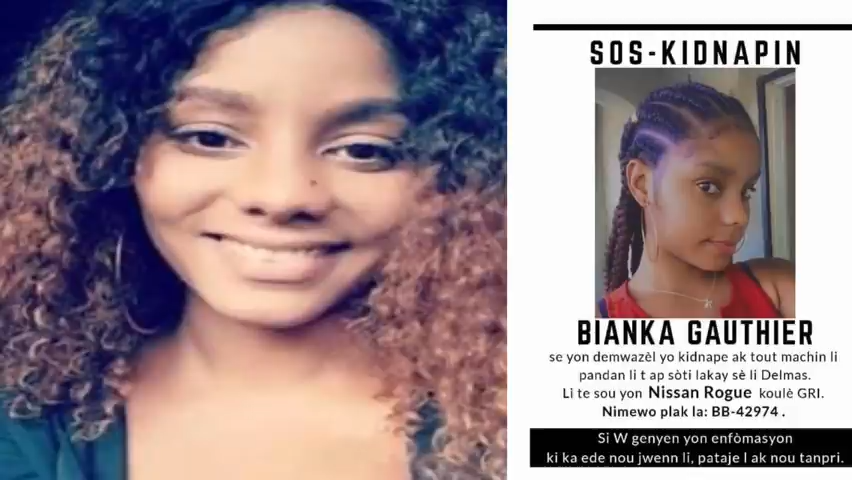 SOS-KIDNAPIN
BIANKA GAUTHIER
se yon demwazèl yo kidnape ak tout machin li
pandan li t ap sòti lakay sè li Delmas.
Li te sou yon Nissan Rogue koulè GRI.
Nimewo plak la: BB-42974 .
Si W genyen yon enfòmasyon
ki ka ede nou jwenn li, pataje l ak nou tanpri.